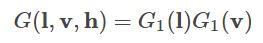 G(l, v, h) = G₁(l)G₁(v)